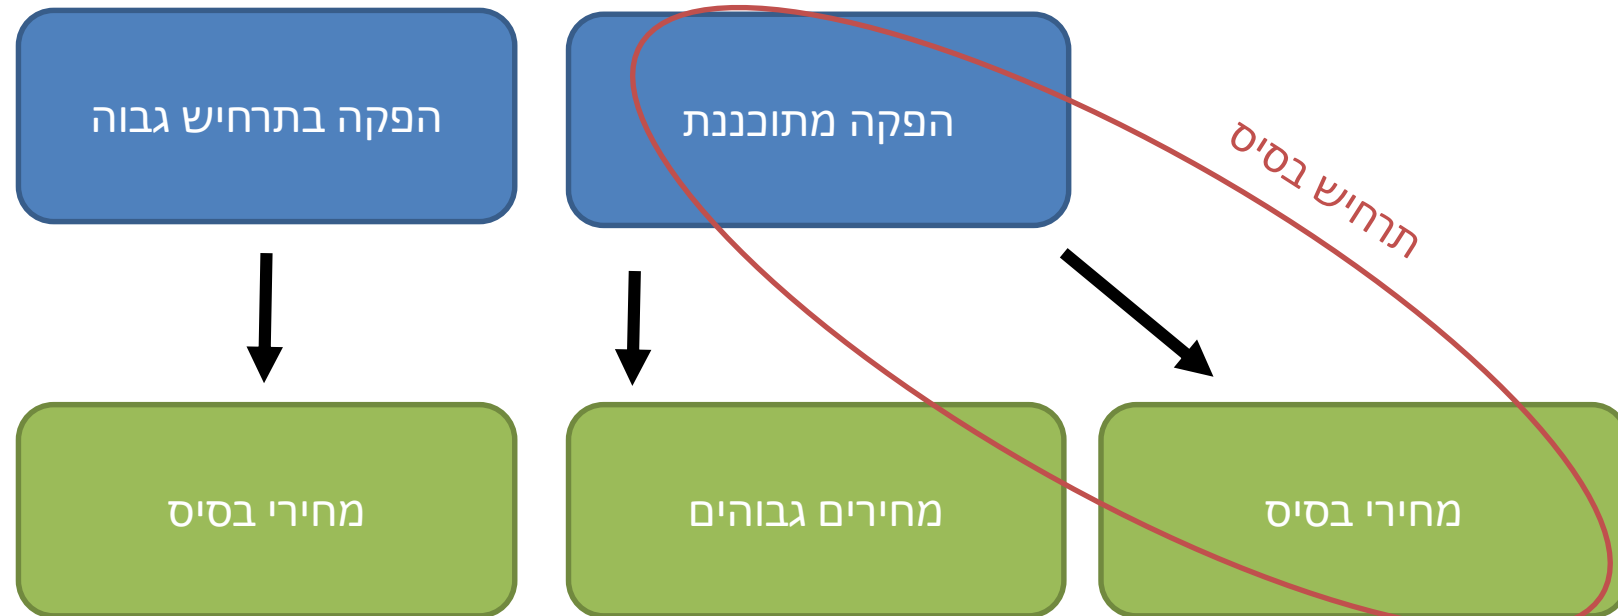 תרחיש בסיס
הפקה מתוכננת
הפקה בתרחיש גבוה
מחירי בסיס
מחירים גבוהים
מחירי בסיס